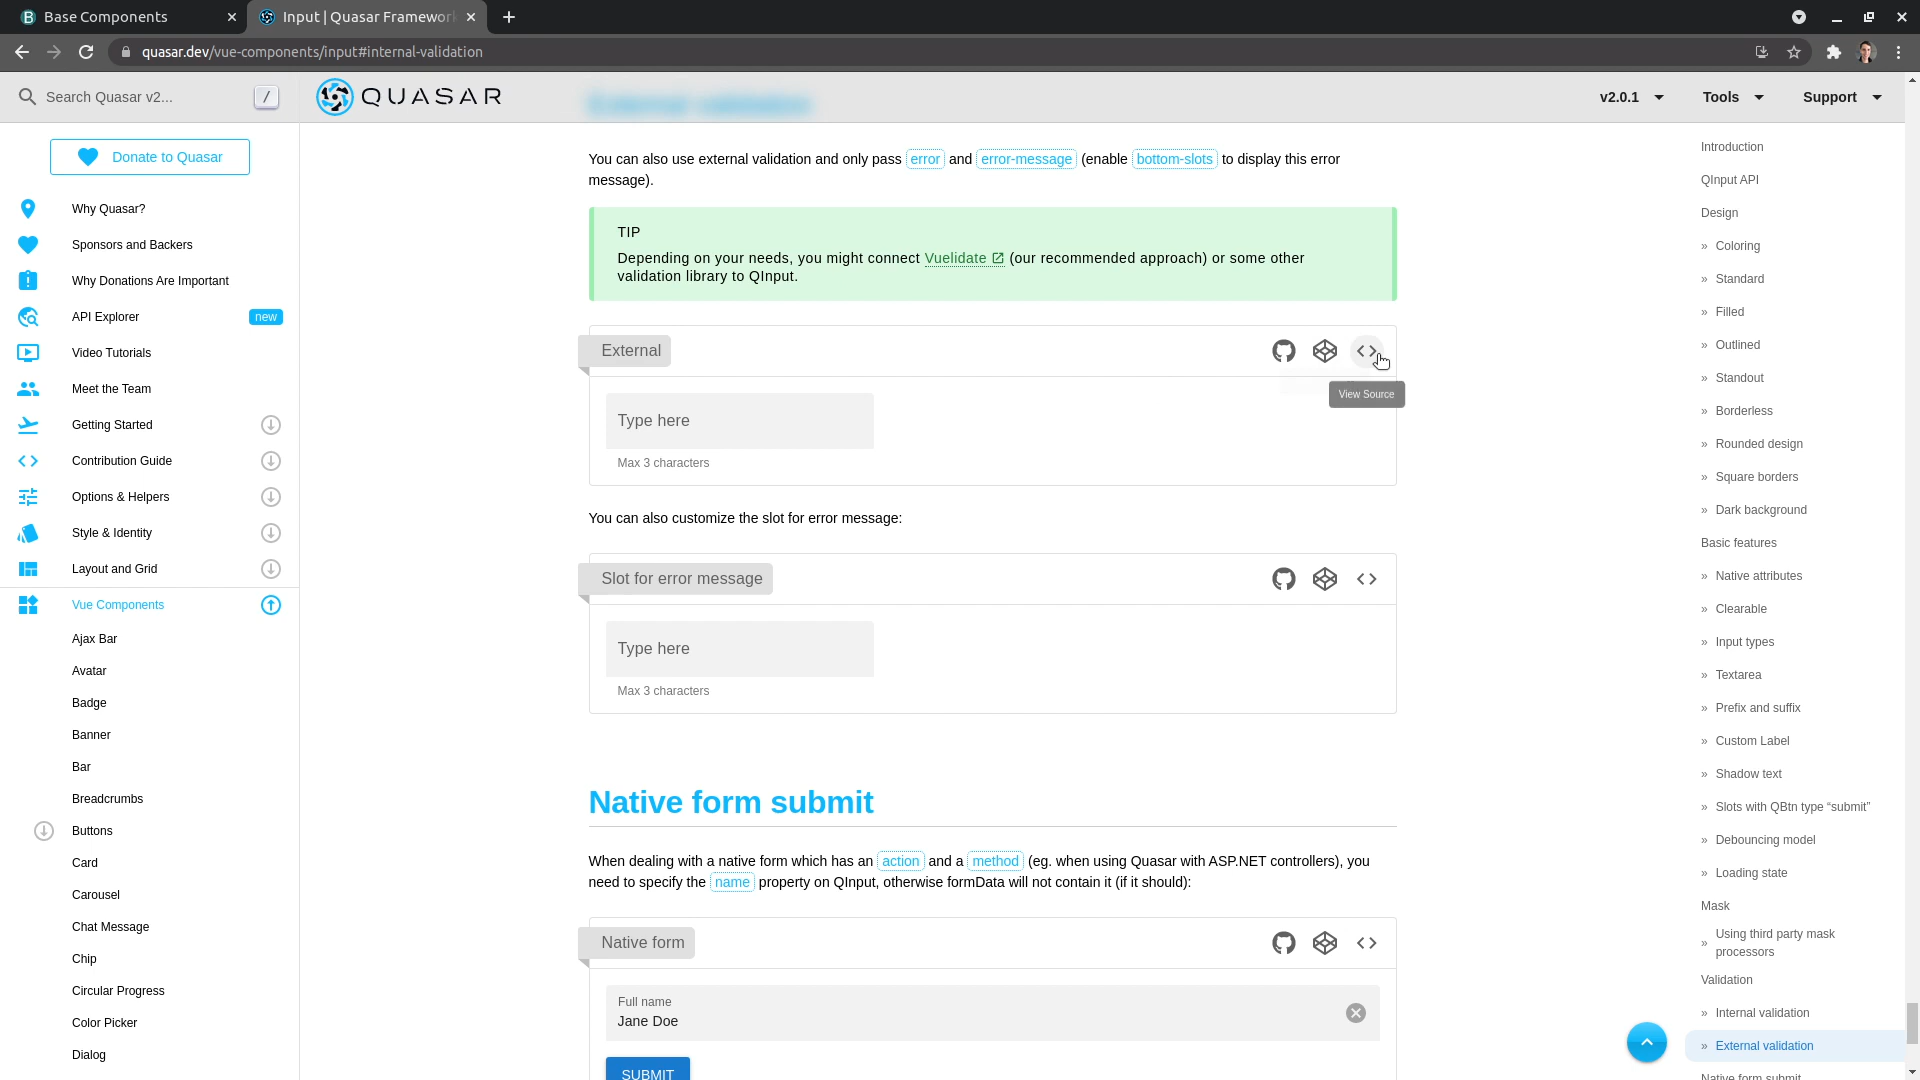 Base Components
Input | Quasar Framework
quasar.dev/vue-components/input#internal-validation
Search Quasar v2...
/
QUASAR
External validation
v2.0.1
Tools
Support
Donate to Quasar
Why Quasar?
Sponsors and Backers
Why Donations Are Important
API Explorer
new
Video Tutorials
Meet the Team
Getting Started
Contribution Guide
Options & Helpers
Style & Identity
Layout and Grid
Vue Components
Ajax Bar
Avatar
Badge
Banner
Bar
Breadcrumbs
Buttons
Card
Carousel
Chat Message
Chip
Circular Progress
Color Picker
Dialog
You can also use external validation and only pass error and error-message (enable bottom-slots to display this error
message).
TIP
Depending on your needs, you might connect Vuelidate (our recommended approach) or some other
validation library to QInput.
External
View Source
Type here
Max 3 characters
You can also customize the slot for error message:
Slot for error message
Type here
Max 3 characters
Native form submit
When dealing with a native form which has an action and a method (eg. when using Quasar with ASP.NET controllers), you
need to specify the name property on QInput, otherwise formData will not contain it (if it should):
Native form
Full name
Jane Doe
SUBMIT
Introduction
QInput API
Design
» Coloring
» Standard
» Filled
» Outlined
» Standout
» Borderless
» Rounded design
» Square borders
» Dark background
Basic features
» Native attributes
» Clearable
» Input types
» Textarea
» Prefix and suffix
» Custom Label
» Shadow text
» Slots with QBtn type “submit”
» Debouncing model
» Loading state
Mask
» Using third party mask
processors
Validation
» Internal validation
» External validation
Native form submit